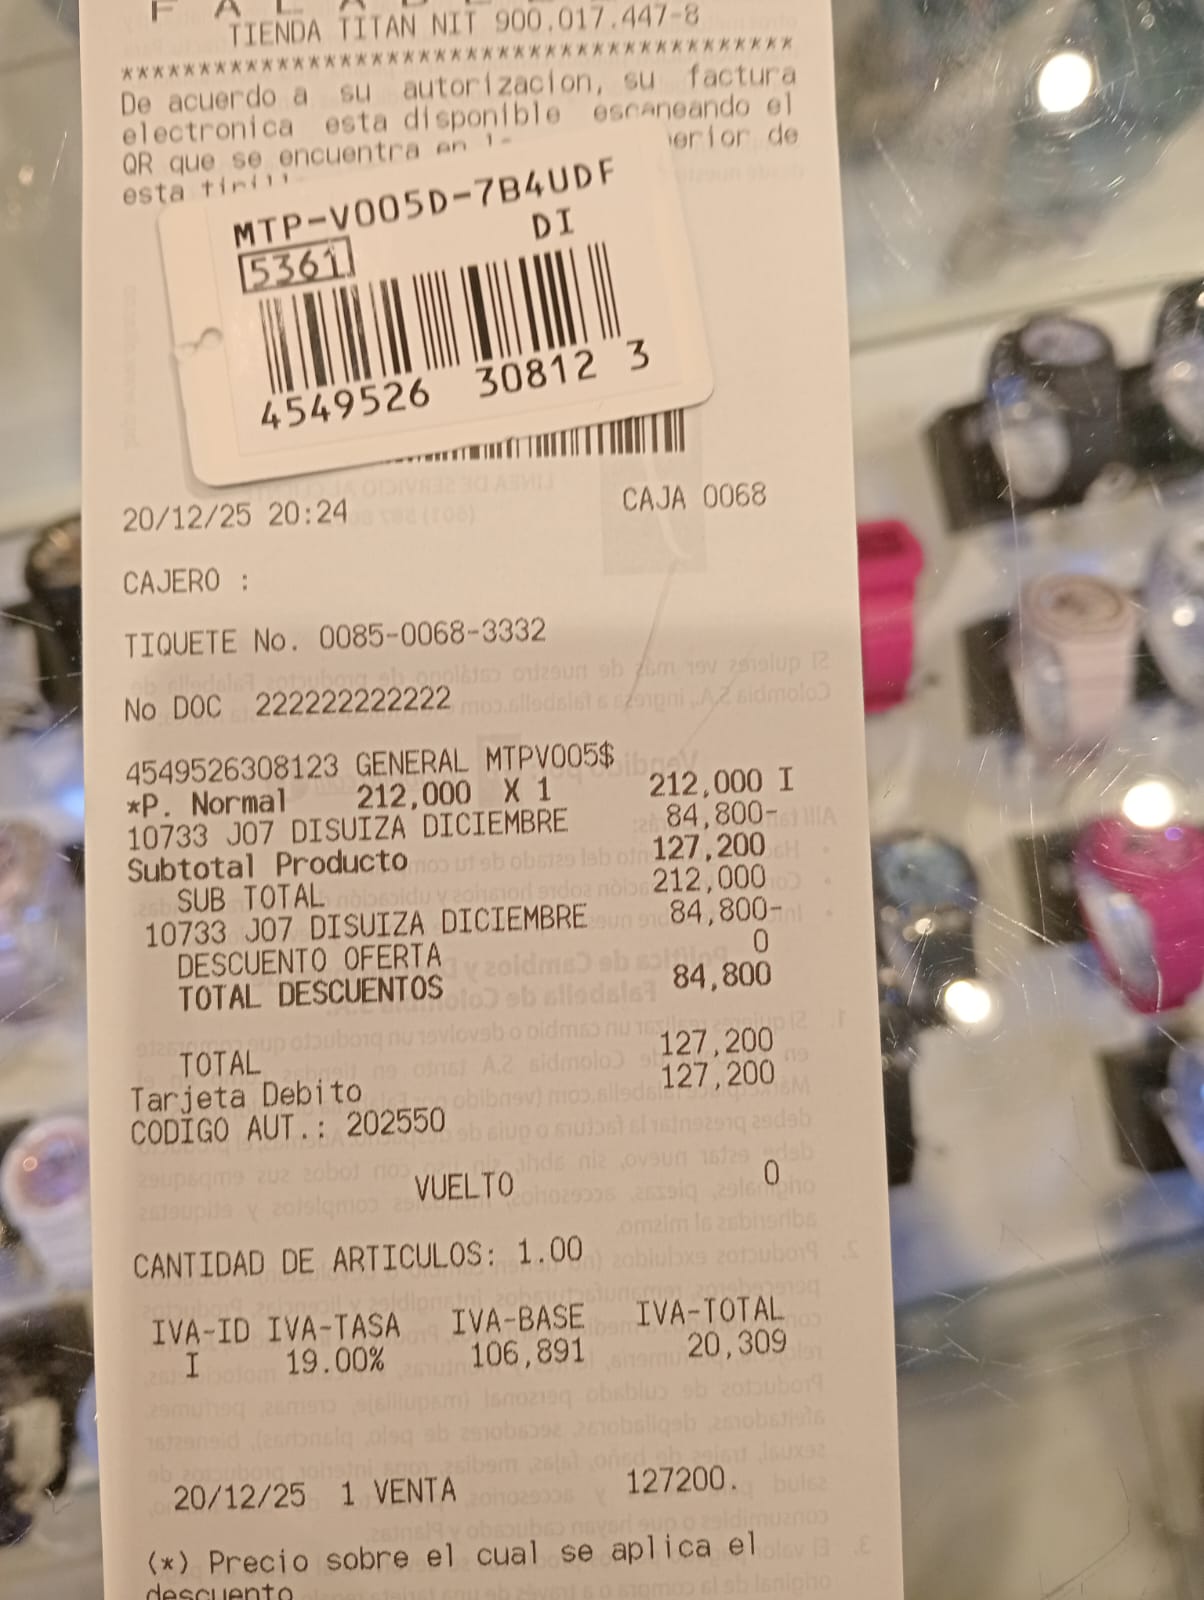 TIENDA TITAN NIT 900.017.447-8
********************************************
De acuerdo a su autorizacion, su factura
electronica esta disponible escaneando el
QR que se encuentra en de
esta
MTP-V005D-7B4UDF
DI
5361
4549526 30812 3
20/12/25 20:24 CAJA 0068
CAJERO :
TIQUETE No. 0085-0068-3332
No DOC 222222222222
4549526308123 GENERAL MTPV005$
*P. Normal 212,000 X 1 212,000 I
10733 J07 DISUIZA DICIEMBRE 84,800-
Subtotal Producto 127,200
SUB TOTAL 212,000
10733 J07 DISUIZA DICIEMBRE 84,800-
DESCUENTO OFERTA 0
TOTAL DESCUENTOS 84,800
TOTAL 127,200
Tarjeta Debito 127,200
CODIGO AUT.: 202550
VUELTO 0
CANTIDAD DE ARTICULOS: 1.00
IVA-ID IVA-TASA IVA-BASE IVA-TOTAL
I 19.00% 106,891 20,309
20/12/25 1 VENTA 127200.
(*) Precio sobre el cual se aplica el
descuento